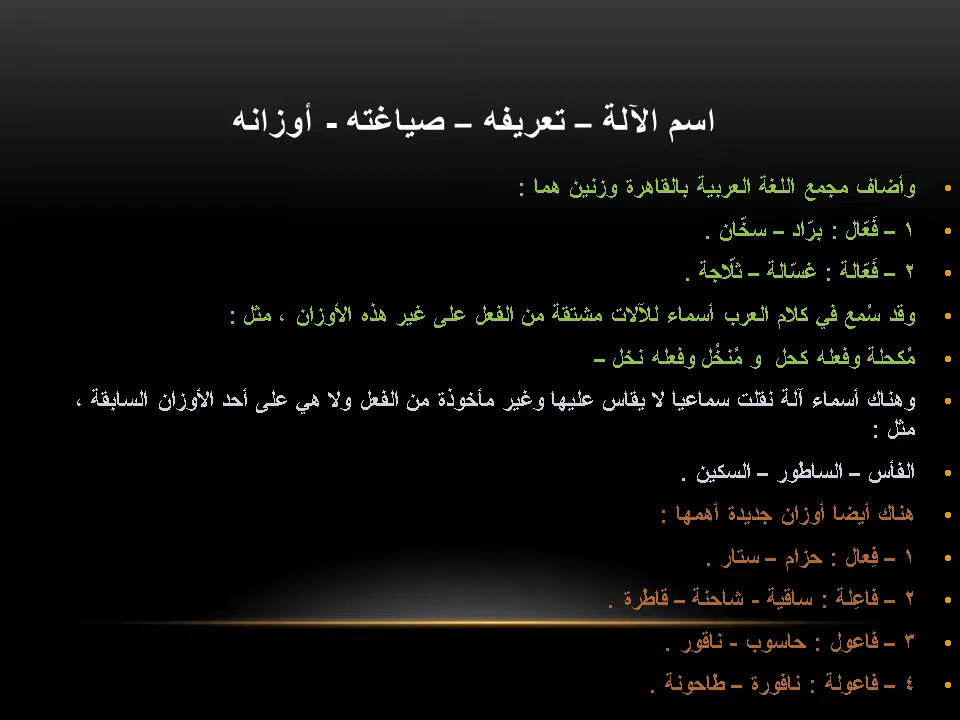 اسم الآلة – تعريفه – صياغته - أوزانه
• وأضاف مجمع اللغة العربية بالقاهرة وزنين هما :
• ١ – فَعّال : برّاد – سخّان .
• ٢ – فَعّالة : غسّالة – ثلّاجة .
• وقد سُمع في كلام العرب أسماء للآلات مشتقة من الفعل على غير هذه الأوزان ، مثل :
• مُكحلة وفعله كحل و مُنخُل وفعله نخل –
• وهناك أسماء آلة نقلت سماعيا لا يقاس عليها وغير مأخوذة من الفعل ولا هي على أحد الأوزان السابقة ،
مثل :
• الفأس – الساطور – السكين .
• هناك أيضا أوزان جديدة أهمها :
• ١ – فِعال : حزام – ستار .
• ٢ – فاعِلة : ساقية - شاحنة – قاطرة .
• ٣ – فاعول : حاسوب - ناقور .
• ٤ – فاعولة : نافورة – طاحونة .